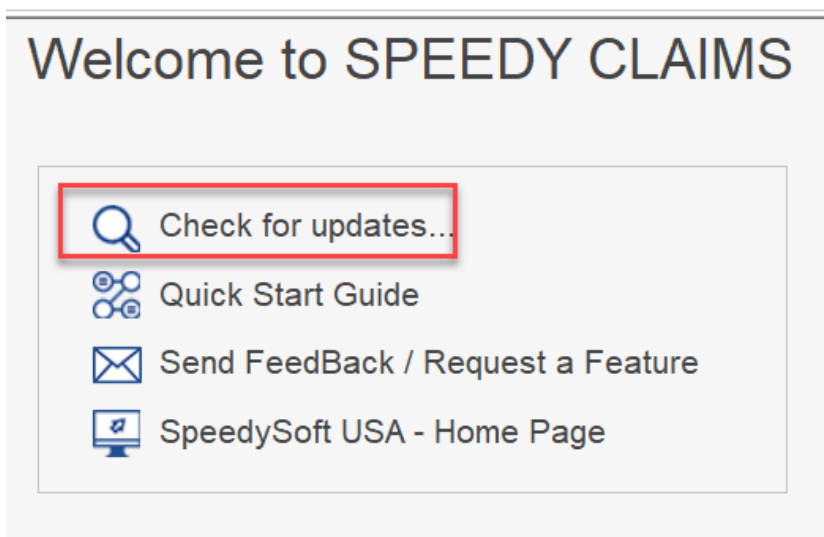 Welcome to SPEEDY CLAIMS
Check for updates...
Quick Start Guide
Send FeedBack / Request a Feature
SpeedySoft USA - Home Page